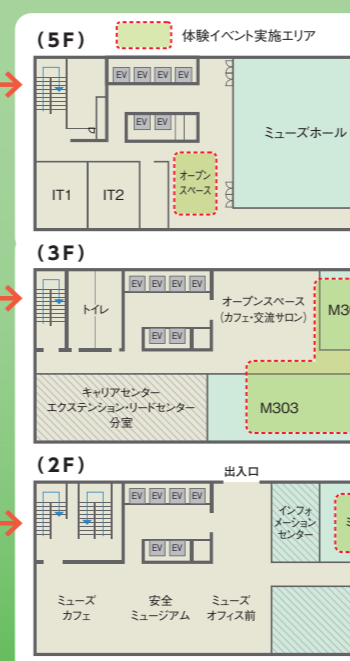 (5F)
体験イベント実施エリア
EV EV EV EV
EV EV
ミューズホール
オープン
スペース
IT1 IT2
(3F)
EV EV EV EV
トイレ
オープンスペース
(カフェ・交流サロン)
EV EV
キャリアセンター
エクステンション・リードセンター
分室
M303
(2F)
出入口
EV EV EV EV
インフォ
メーション
センター
EV EV
ミューズ
カフェ
安全
ミュージアム
ミューズ
オフィス前